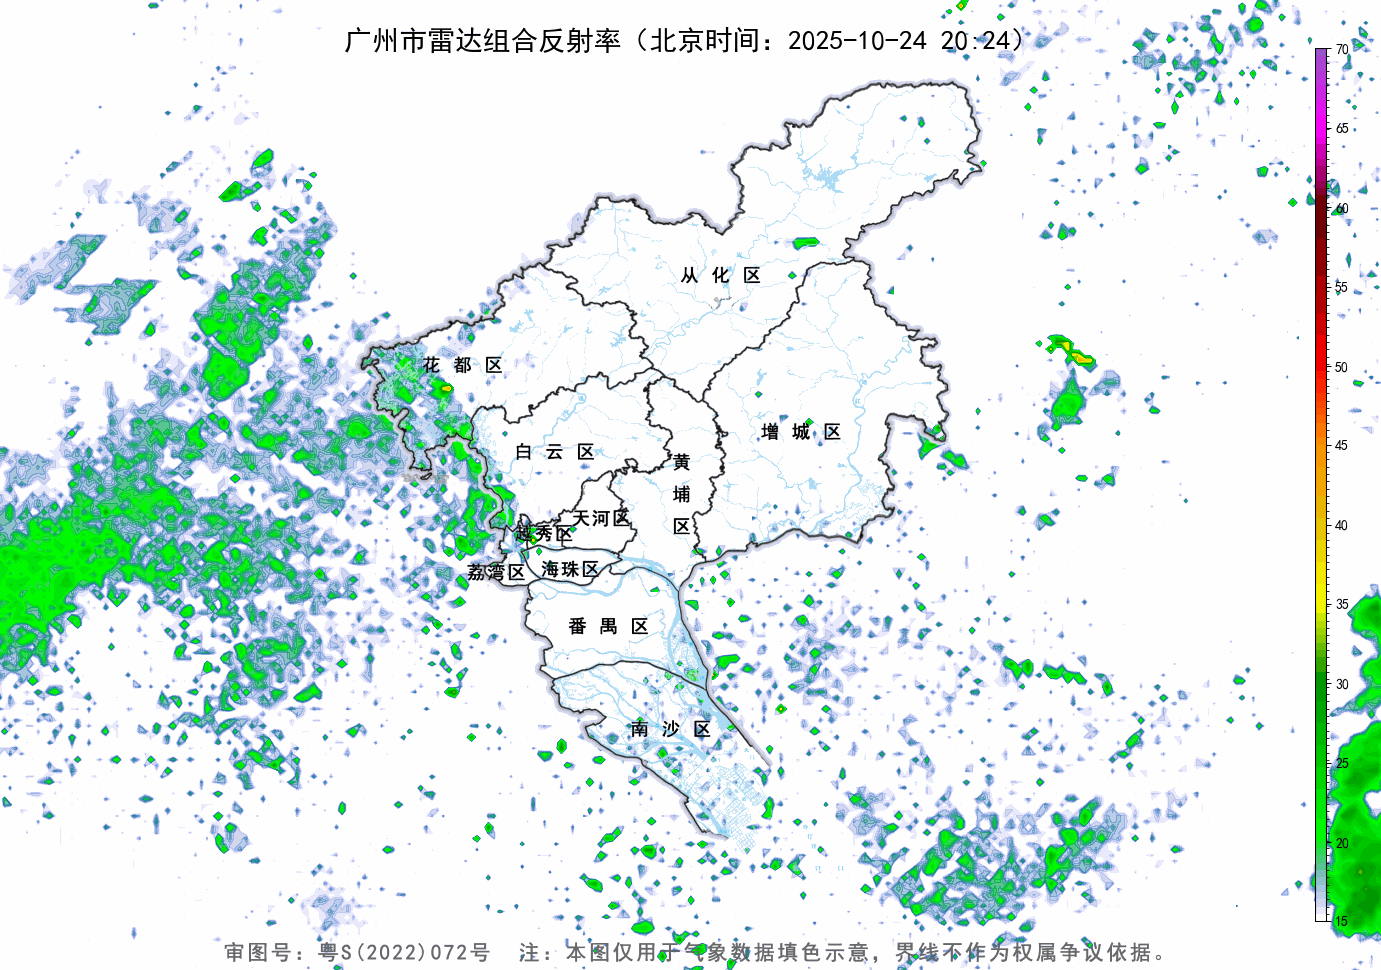 广州市雷达组合反射率（北京时间：2025-10-24 20:24）
70
65
60
55
50
45
40
35
30
25
20
15
从化区
花都区
增城区
白云区
黄埔区
天河区
越秀区
海珠区
荔湾区
番禺区
南沙区
审图号：粤S(2022)072号 注：本图仅用于气象数据填色示意，界线不作为权属争议依据。